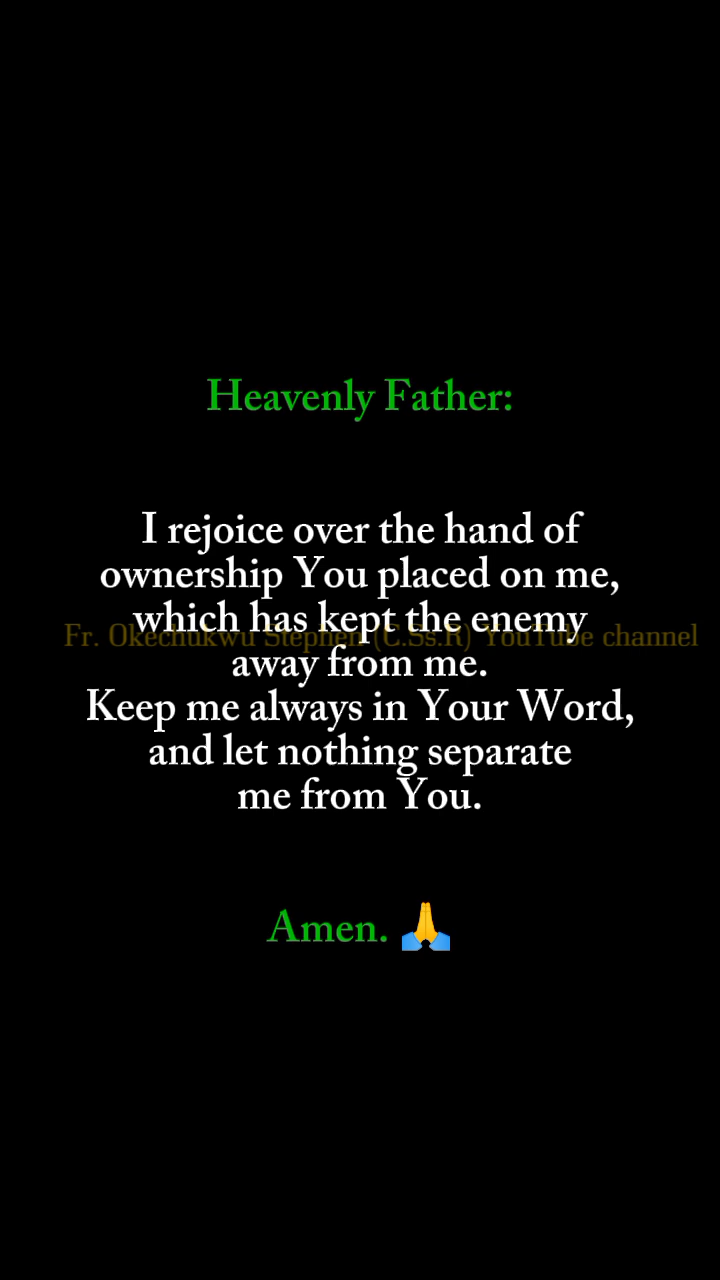 Heavenly Father:
I rejoice over the hand of
ownership You placed on me,
which has kept the enemy
Fr. Okechukwu Stephen (C.Ss.R) YouTube channel
away from me.
Keep me always in Your Word,
and let nothing separate
me from You.
Amen. 🙏